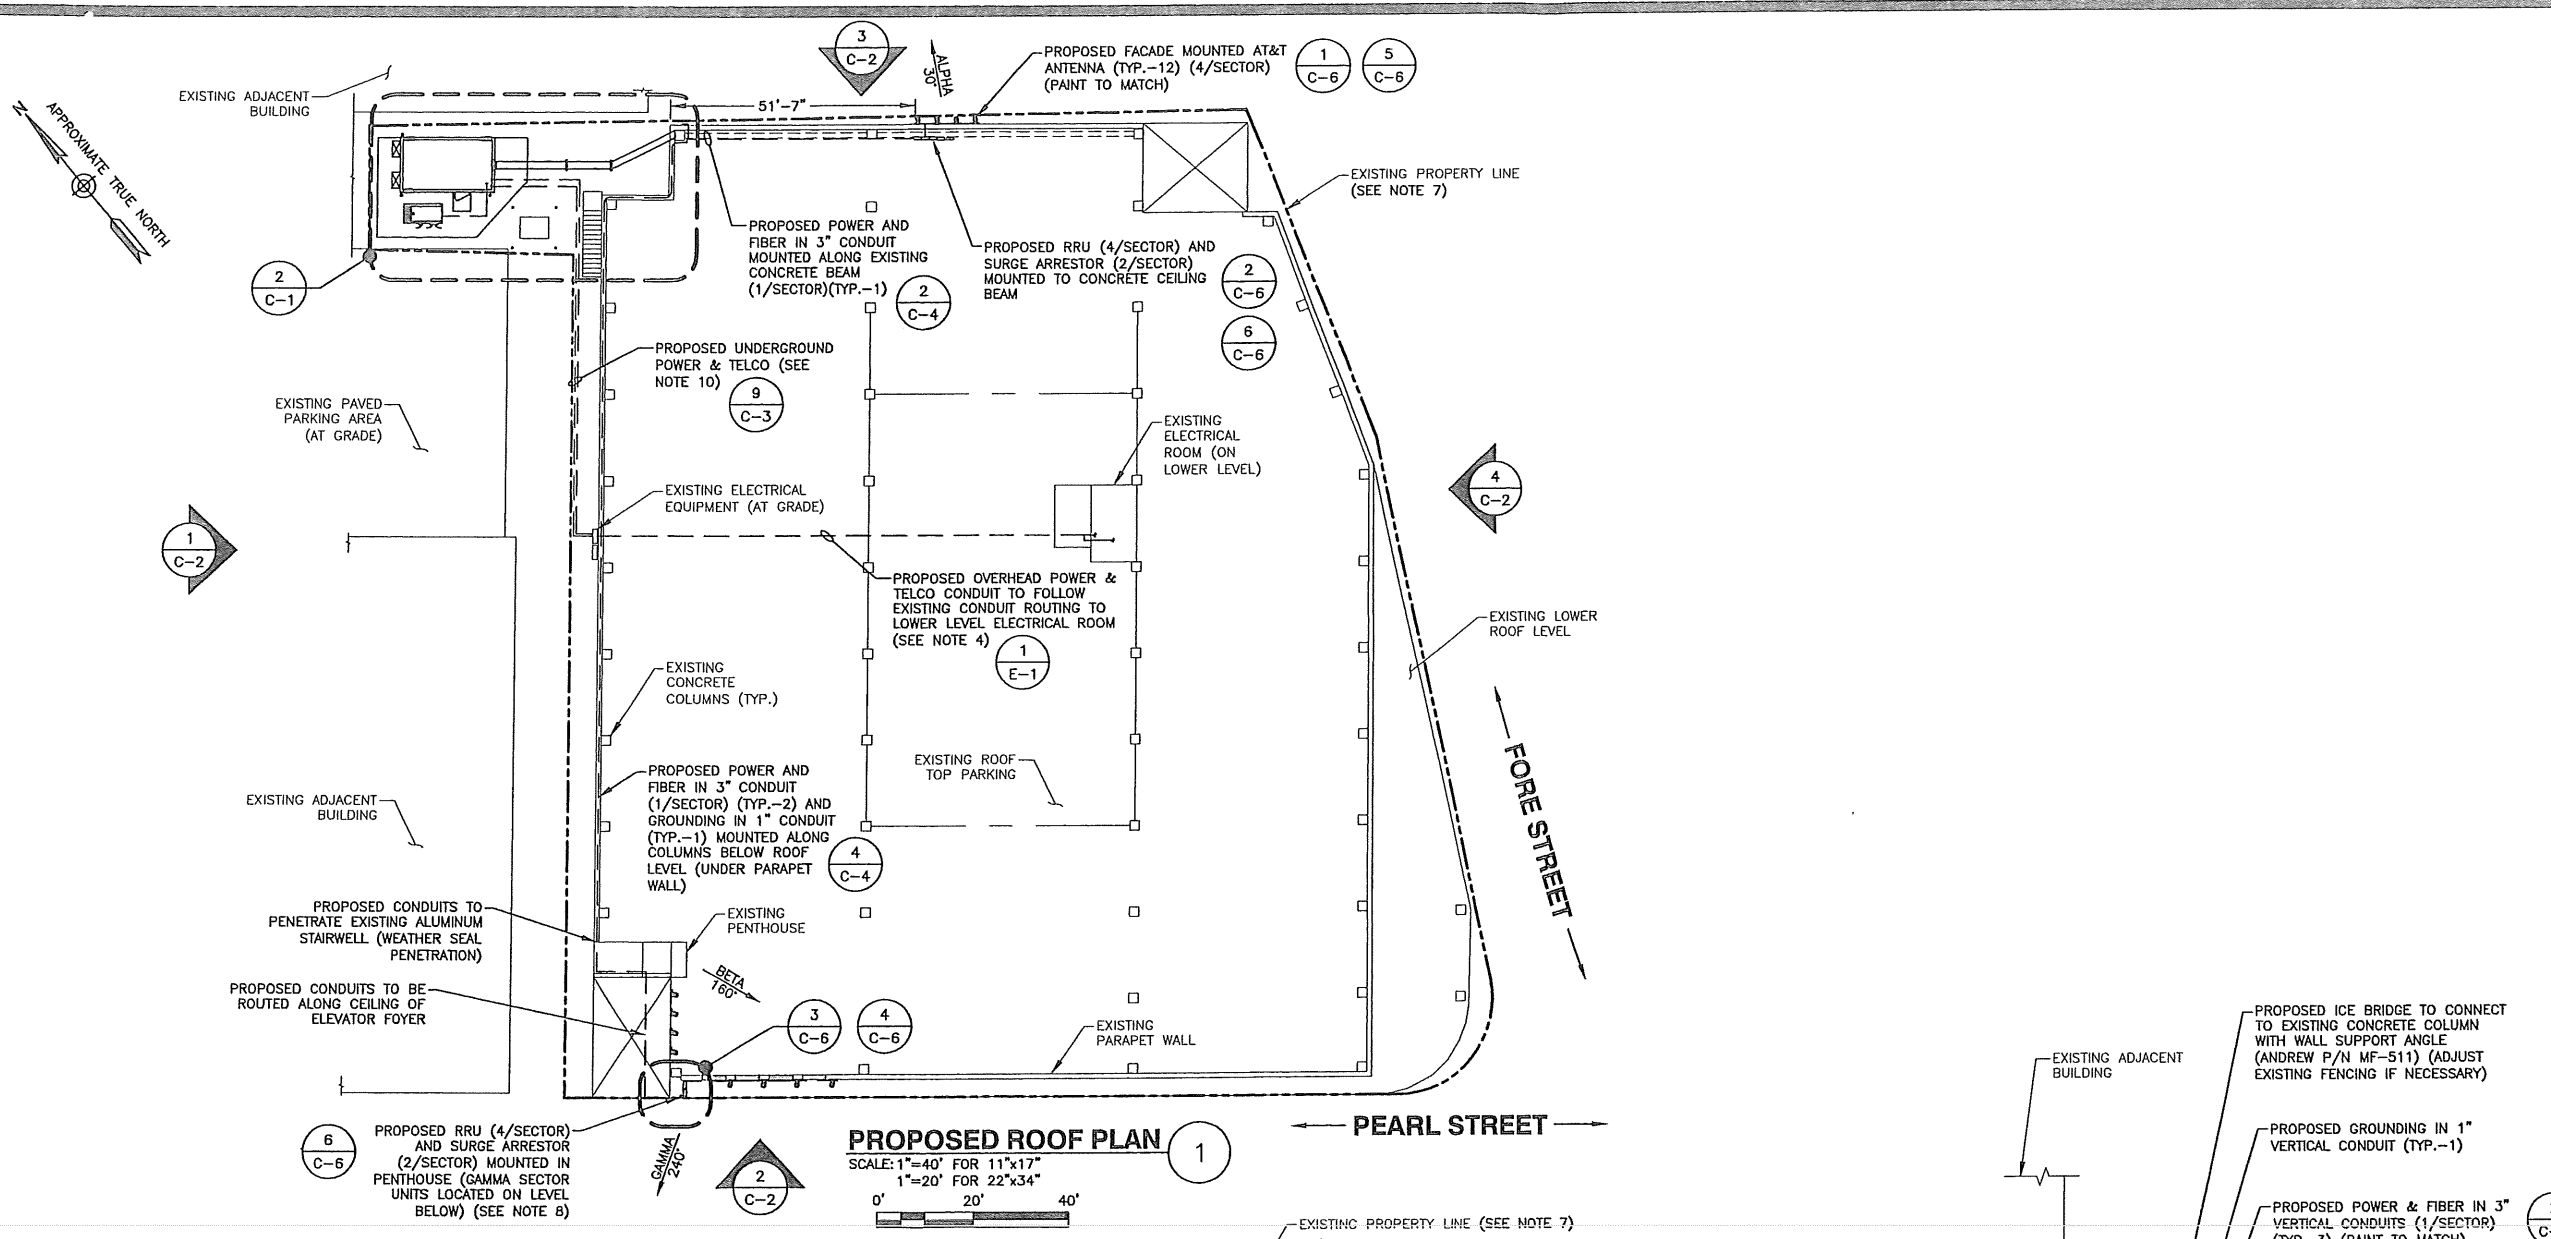 3
C-2
ALPHA
30°
PROPOSED FACADE MOUNTED AT&T
ANTENNA (TYP.-12) (4/SECTOR)
(PAINT TO MATCH)
1
C-6
5
C-6
EXISTING ADJACENT
BUILDING
51'-7"
N
APPROXIMATE TRUE NORTH
EXISTING PROPERTY LINE
(SEE NOTE 7)
PROPOSED POWER AND
FIBER IN 3" CONDUIT
MOUNTED ALONG EXISTING
CONCRETE BEAM
(1/SECTOR)(TYP.-1)
2
C-4
PROPOSED RRU (4/SECTOR) AND
SURGE ARRESTOR (2/SECTOR)
MOUNTED TO CONCRETE CEILING
BEAM
2
C-6
6
C-6
2
C-1
PROPOSED UNDERGROUND
POWER & TELCO (SEE
NOTE 10)
9
C-3
EXISTING PAVED
PARKING AREA
(AT GRADE)
EXISTING
ELECTRICAL
ROOM (ON
LOWER LEVEL)
4
C-2
EXISTING ELECTRICAL
EQUIPMENT (AT GRADE)
1
C-2
PROPOSED OVERHEAD POWER &
TELCO CONDUIT TO FOLLOW
EXISTING CONDUIT ROUTING TO
LOWER LEVEL ELECTRICAL ROOM
(SEE NOTE 4)
1
E-1
EXISTING LOWER
ROOF LEVEL
EXISTING
CONCRETE
COLUMNS (TYP.)
FORE STREET
EXISTING ROOF
TOP PARKING
PROPOSED POWER AND
FIBER IN 3" CONDUIT
(1/SECTOR) (TYP.-2) AND
GROUNDING IN 1" CONDUIT
(TYP.-1) MOUNTED ALONG
COLUMNS BELOW ROOF
LEVEL (UNDER PARAPET
WALL)
4
C-4
EXISTING ADJACENT
BUILDING
PROPOSED CONDUITS TO
PENETRATE EXISTING ALUMINUM
STAIRWELL (WEATHER SEAL
PENETRATION)
EXISTING
PENTHOUSE
BETA
160°
PROPOSED CONDUITS TO BE
ROUTED ALONG CEILING OF
ELEVATOR FOYER
3
C-6
4
C-6
EXISTING
PARAPET WALL
PROPOSED ICE BRIDGE TO CONNECT
TO EXISTING CONCRETE COLUMN
WITH WALL SUPPORT ANGLE
(ANDREW P/N MF-511) (ADJUST
EXISTING FENCING IF NECESSARY)
EXISTING ADJACENT
BUILDING
PROPOSED GROUNDING IN 1"
VERTICAL CONDUIT (TYP.-1)
PROPOSED POWER & FIBER IN 3"
VERTICAL CONDUITS (1/SECTOR)
(TYP.-3) (PAINT TO MATCH)
6
C-6
PROPOSED RRU (4/SECTOR)
AND SURGE ARRESTOR
(2/SECTOR) MOUNTED IN
PENTHOUSE (GAMMA SECTOR
UNITS LOCATED ON LEVEL
BELOW) (SEE NOTE 8)
GAMMA
240°
2
C-2
PEARL STREET
PROPOSED ROOF PLAN
1
SCALE: 1"=40' FOR 11"x17"
1"=20' FOR 22"x34"
0' 20' 40'
EXISTING PROPERTY LINE (SEE NOTE 7)